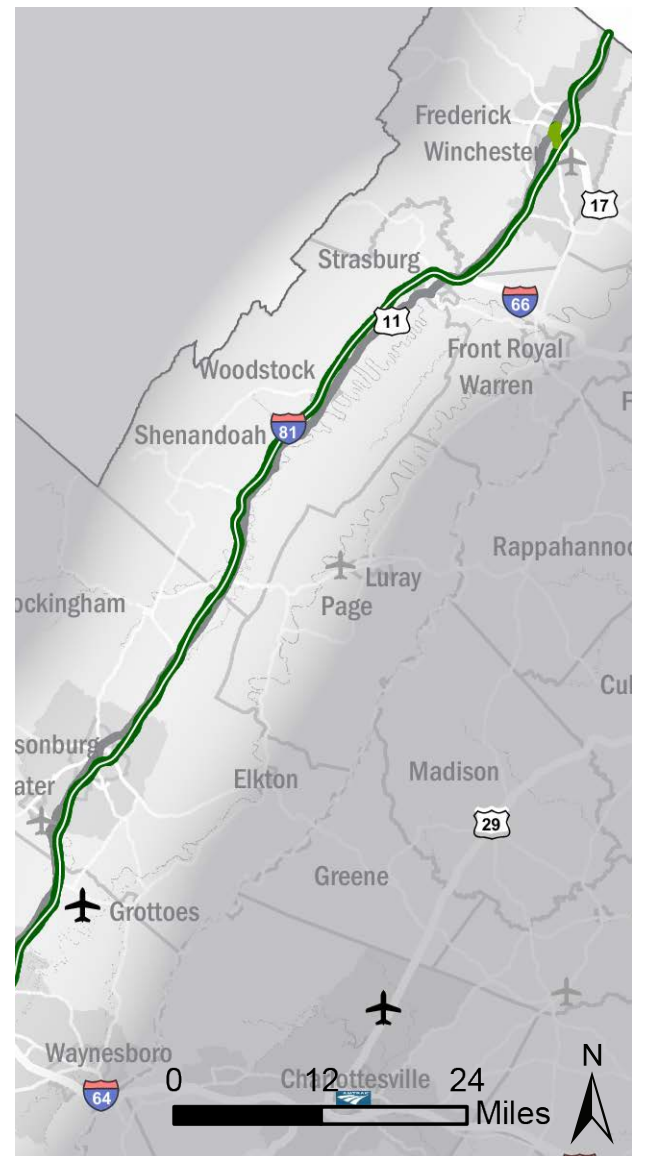 Frederick
Winchester
17
Strasburg
66
11
Front Royal
Warren
Woodstock
81
Shenandoah
F
Rappahannoc
Luray
Page
ockingham
Cul
sonburg
ater
Elkton
Madison
29
Greene
Grottoes
Waynesboro
64
Charlottesville
AMTRAK
0 12 24
Miles
N